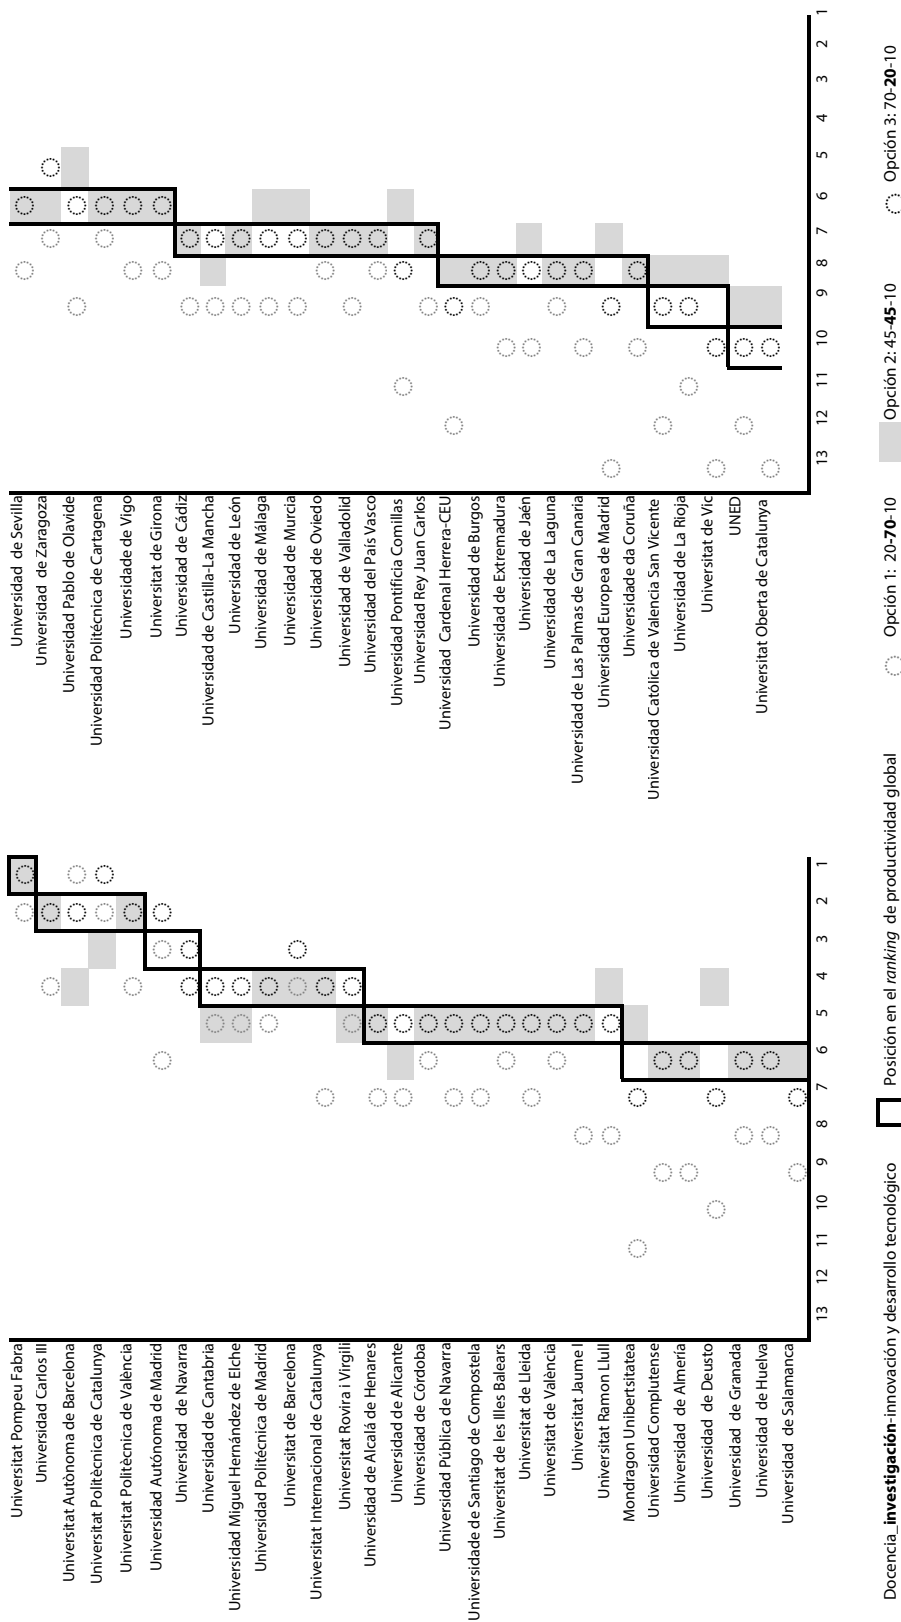 Universitat Pompeu Fabra
Universidad Carlos III
Universitat Autònoma de Barcelona
Universitat Politècnica de Catalunya
Universitat Politècnica de València
Universidad Autónoma de Madrid
Universidad de Navarra
Universidad de Cantabria
Universidad Miguel Hernández de Elche
Universidad Politécnica de Madrid
Universitat de Barcelona
Universitat Internacional de Catalunya
Universitat Rovira i Virgili
Universidad de Alcalá de Henares
Universidad de Alicante
Universidad de Córdoba
Universidad Pública de Navarra
Universidade de Santiago de Compostela
Universitat de les Illes Balears
Universitat de Lleida
Universitat de València
Universitat Jaume I
Universitat Ramon Llull
Mondragon Unibertsitatea
Universidad Complutense
Universidad de Almería
Universidad de Deusto
Universidad de Granada
Universidad de Huelva
Universidad de Salamanca
13 12 11 10 9 8 7 6 5 4 3 2 1
Universidad de Sevilla
Universidad de Zaragoza
Universidad Pablo de Olavide
Universidad Politécnica de Cartagena
Universidade de Vigo
Universitat de Girona
Universidad de Cádiz
Universidad de Castilla-La Mancha
Universidad de León
Universidad de Málaga
Universidad de Murcia
Universidad de Oviedo
Universidad de Valladolid
Universidad del País Vasco
Universidad Pontificia Comillas
Universidad Rey Juan Carlos
Universidad Cardenal Herrera-CEU
Universidad de Burgos
Universidad de Extremadura
Universidad de Jaén
Unversidad de La Laguna
Universidad de Las Palmas de Gran Canaria
Universidad Europea de Madrid
Universidade da Coruña
Universidad Católica de Valencia San Vicente
Universidad de La Rioja
Universitat de Vic
UNED
Universitat Oberta de Catalunya
13 12 11 10 9 8 7 6 5 4 3 2 1
Docencia_investigación-innovación y desarrollo tecnológico Posición en el ranking de productividad global Opción 1: 20-70-10 Opción 2: 45-45-10 Opción 3: 70-20-10